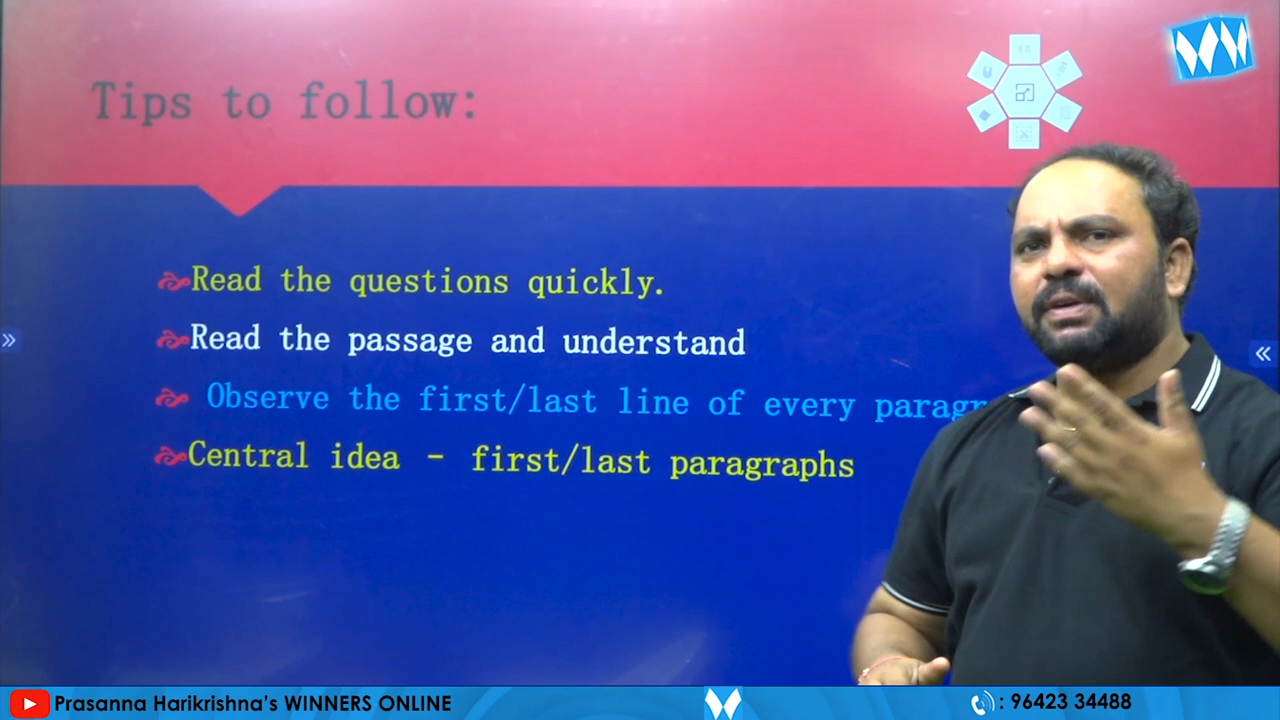 Tips to follow:
Read the questions quickly.
Read the passage and understand
Observe the first/last line of every paragr
Central idea - first/last paragraphs
Prasanna Harikrishna's WINNERS ONLINE
: 96423 34488